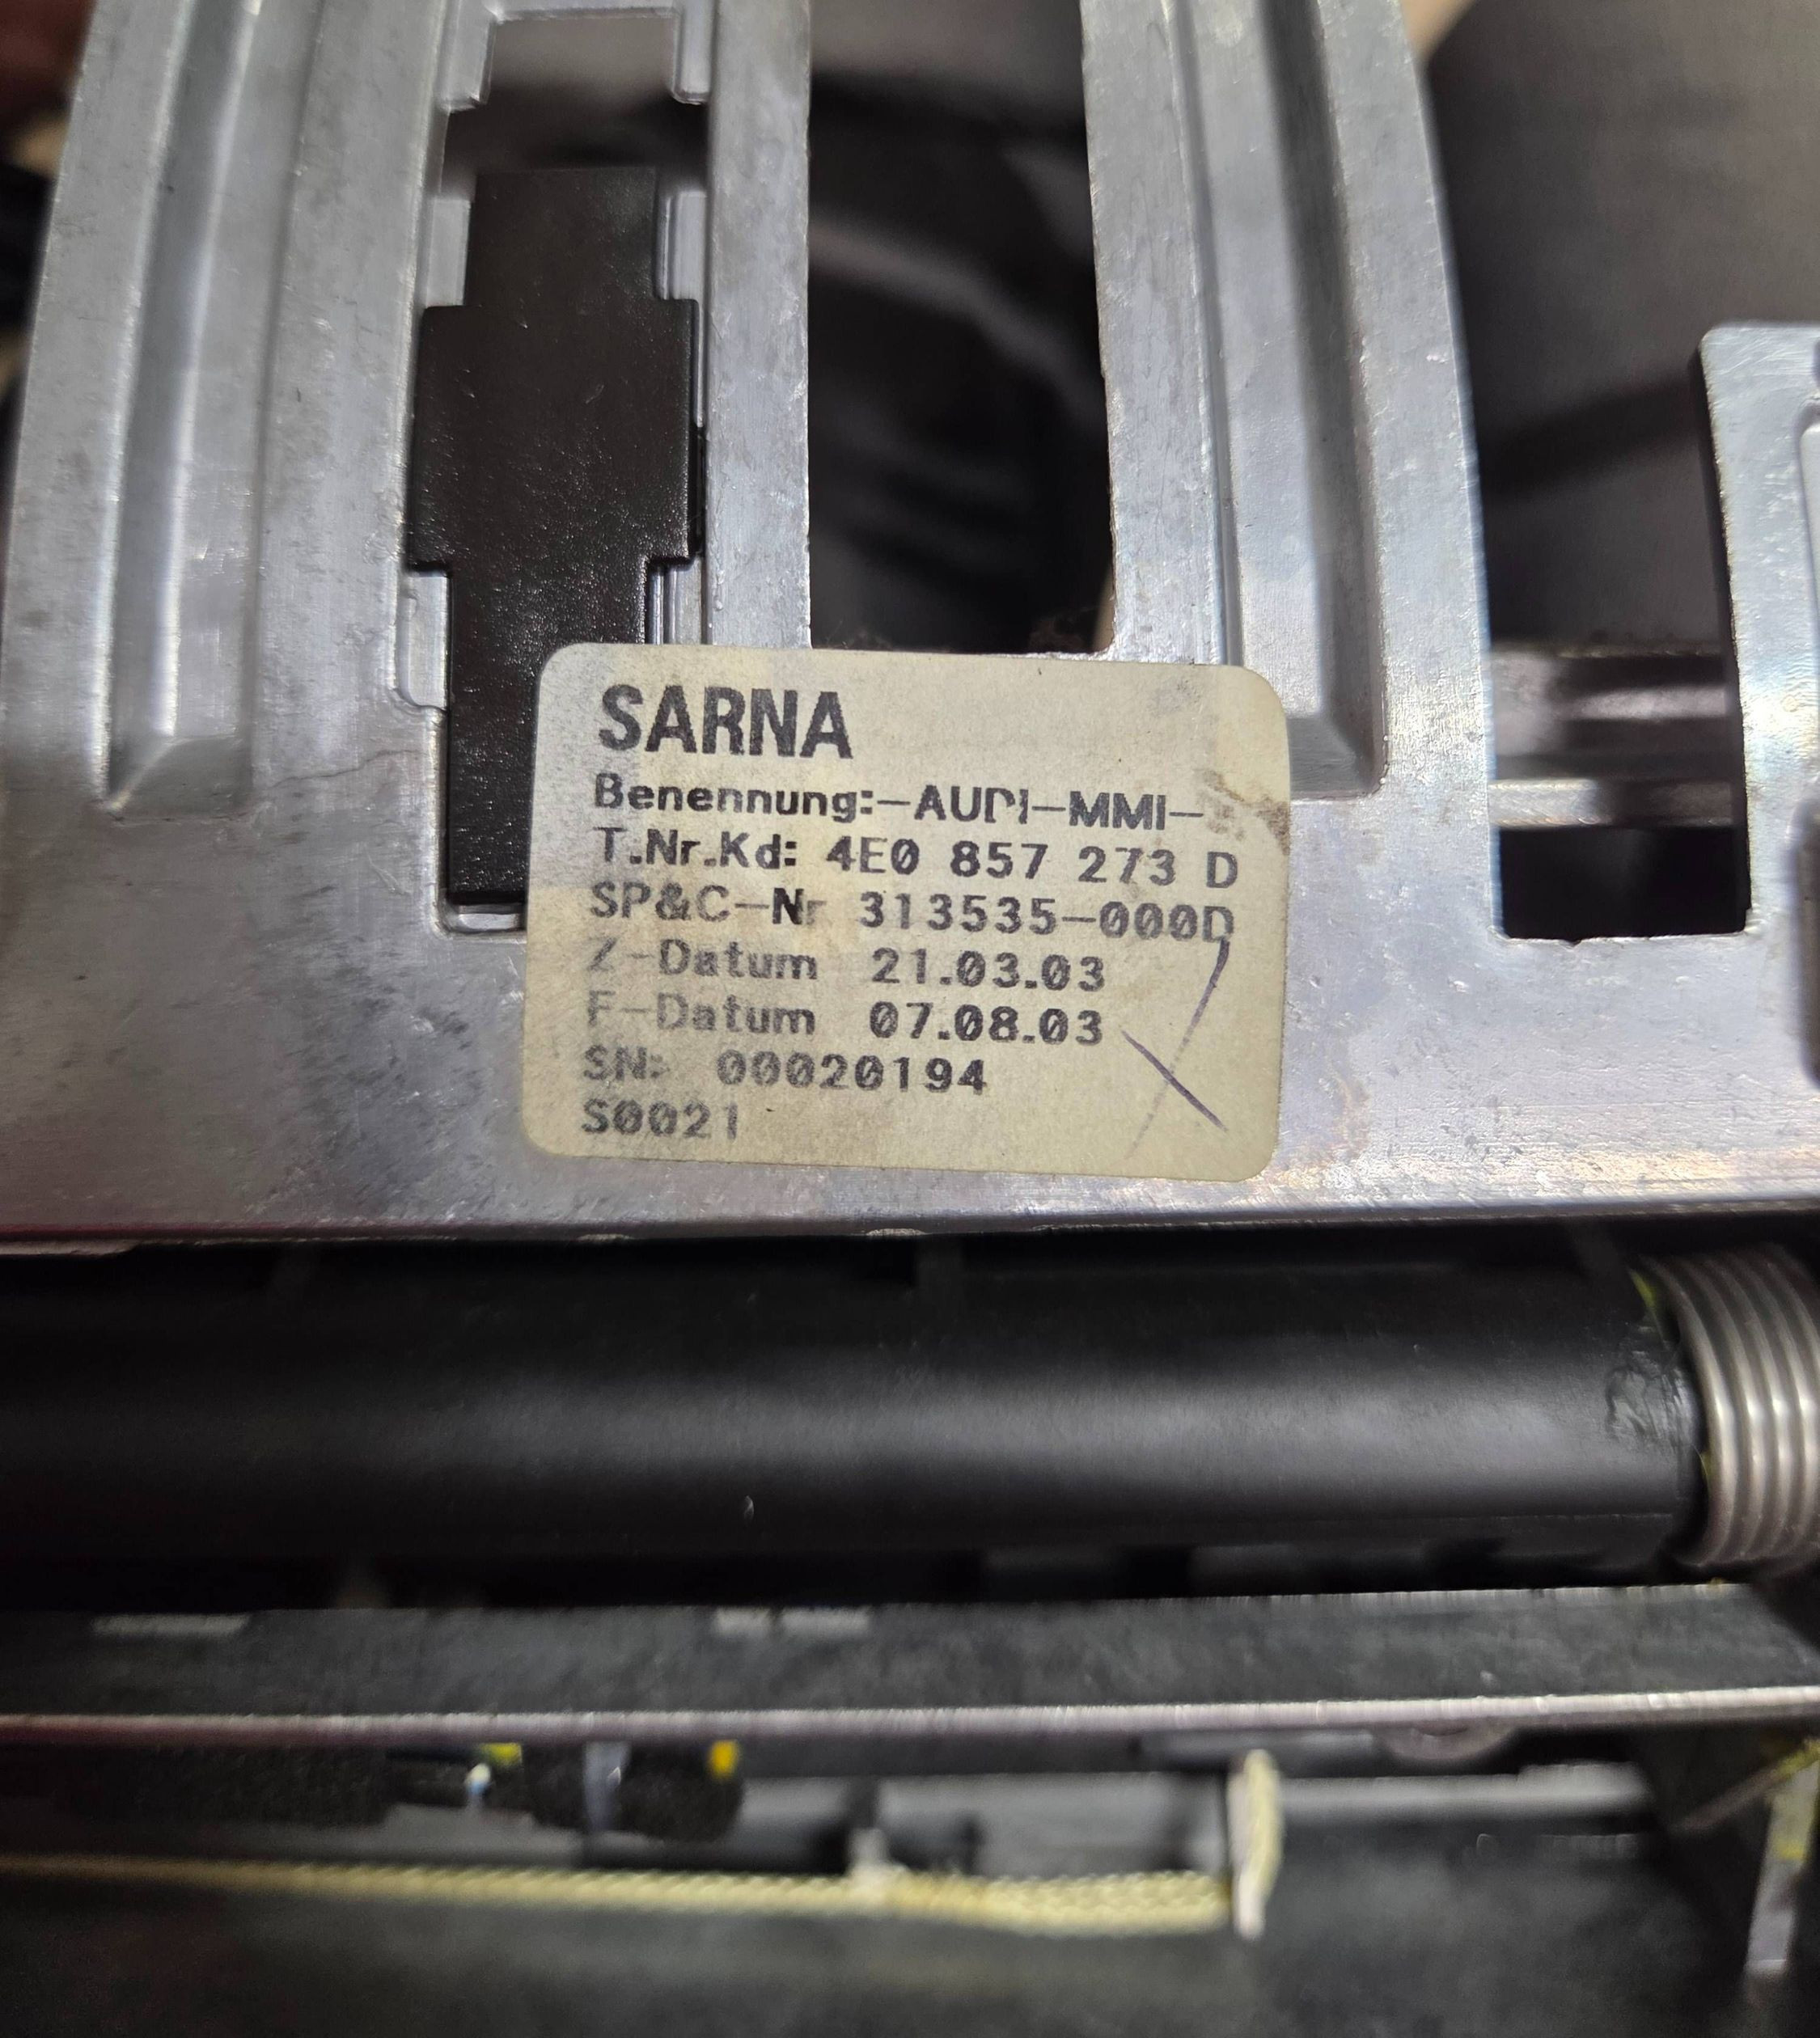 SARNA
Benennung:-AUDI-MMI-
T.Nr.Kd: 4E0 857 273 D
SP&C-Nr 313535-000D
Z-Datum 21.03.03
F-Datum 07.08.03
SN: 00020194
S0021